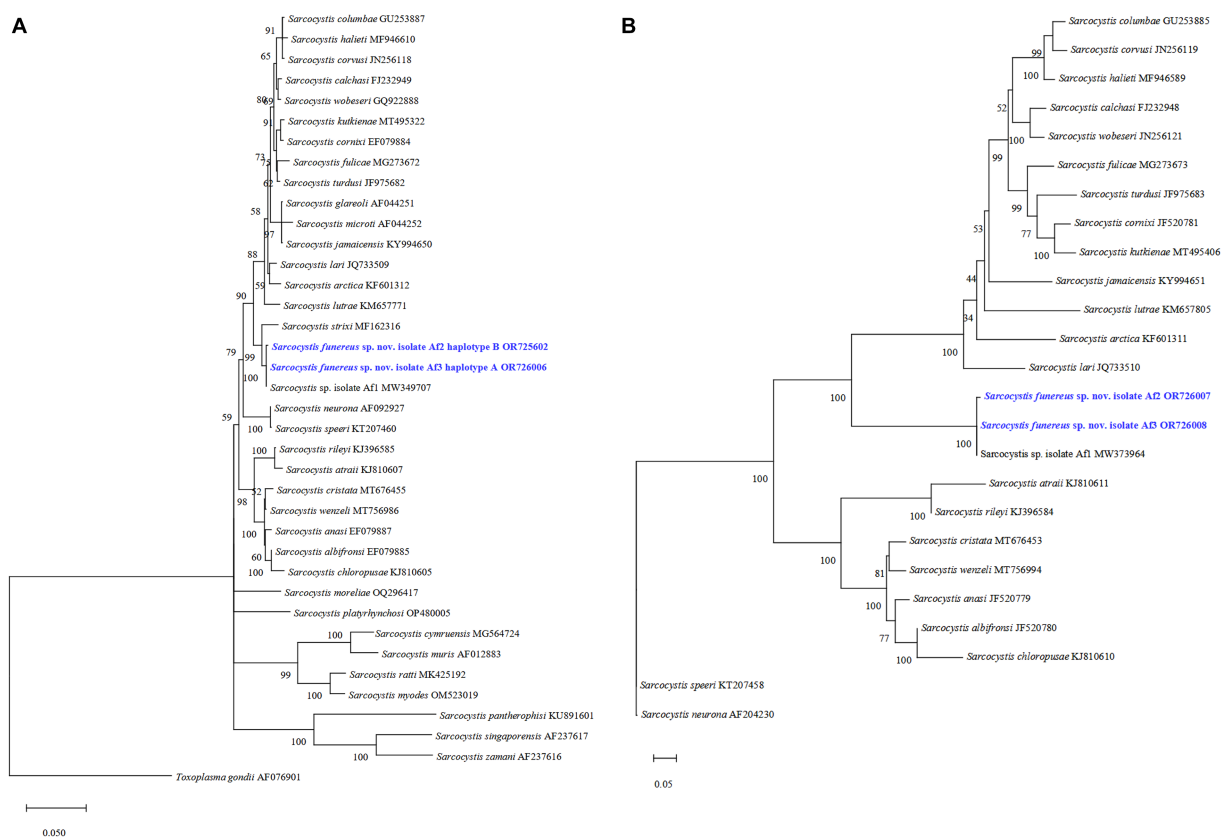 A
Sarcocystis columbae GU253887
91
Sarcocystis halieti MF946610
65
Sarcocystis corvusi JN256118
Sarcocystis calchasi FJ232949
80
69
Sarcocystis wobeseri GQ922888
91
Sarcocystis kutkienae MT495322
Sarcocystis cornixi EF079884
73
75
Sarcocystis fulicae MG273672
62
Sarcocystis turdusi JF975682
58
Sarcocystis glareoli AF044251
Sarcocystis microti AF044252
97
Sarcocystis jamaicensis KY994650
88
Sarcocystis lari JQ733509
59
Sarcocystis arctica KF601312
90
Sarcocystis lutrae KM657771
Sarcocystis strixi MF162316
79
99
Sarcocystis funereus sp. nov. isolate Af2 haplotype B OR725602
Sarcocystis funereus sp. nov. isolate Af3 haplotype A OR726006
100
Sarcocystis sp. isolate Af1 MW349707
59
Sarcocystis neurona AF092927
100
Sarcocystis speeri KT207460
100
Sarcocystis rileyi KJ396585
Sarcocystis atraii KJ810607
98
52
Sarcocystis cristata MT676455
Sarcocystis wenzeli MT756986
100
Sarcocystis anasi EF079887
60
Sarcocystis albifronsi EF079885
100
Sarcocystis chloropusae KJ810605
Sarcocystis moreliae OQ296417
Sarcocystis platyrhynchosi OP480005
100
Sarcocystis cymruensis MG564724
Sarcocystis muris AF012883
99
Sarcocystis ratti MK425192
100
Sarcocystis myodes OM523019
Sarcocystis pantherophisi KU891601
100
Sarcocystis singaporensis AF237617
100
Sarcocystis zamani AF237616
Toxoplasma gondii AF076901
0.050
B
Sarcocystis columbae GU253885
99
Sarcocystis corvusi JN256119
100
Sarcocystis halieti MF946589
52
Sarcocystis calchasi FJ232948
100
Sarcocystis wobeseri JN256121
99
Sarcocystis fulicae MG273673
Sarcocystis turdusi JF975683
99
Sarcocystis cornixi JF520781
77
53
100
Sarcocystis kutkienae MT495406
44
Sarcocystis jamaicensis KY994651
Sarcocystis lutrae KM657805
34
Sarcocystis arctica KF601311
100
Sarcocystis lari JQ733510
Sarcocystis funereus sp. nov. isolate Af2 OR726007
100
Sarcocystis funereus sp. nov. isolate Af3 OR726008
100
Sarcocystis sp. isolate Af1 MW373964
100
Sarcocystis atraii KJ810611
100
Sarcocystis rileyi KJ396584
100
Sarcocystis cristata MT676453
81
Sarcocystis wenzeli MT756994
100
Sarcocystis anasi JF520779
77
Sarcocystis albifronsi JF520780
100
Sarcocystis chloropusae KJ810610
Sarcocystis speeri KT207458
Sarcocystis neurona AF204230
0.05